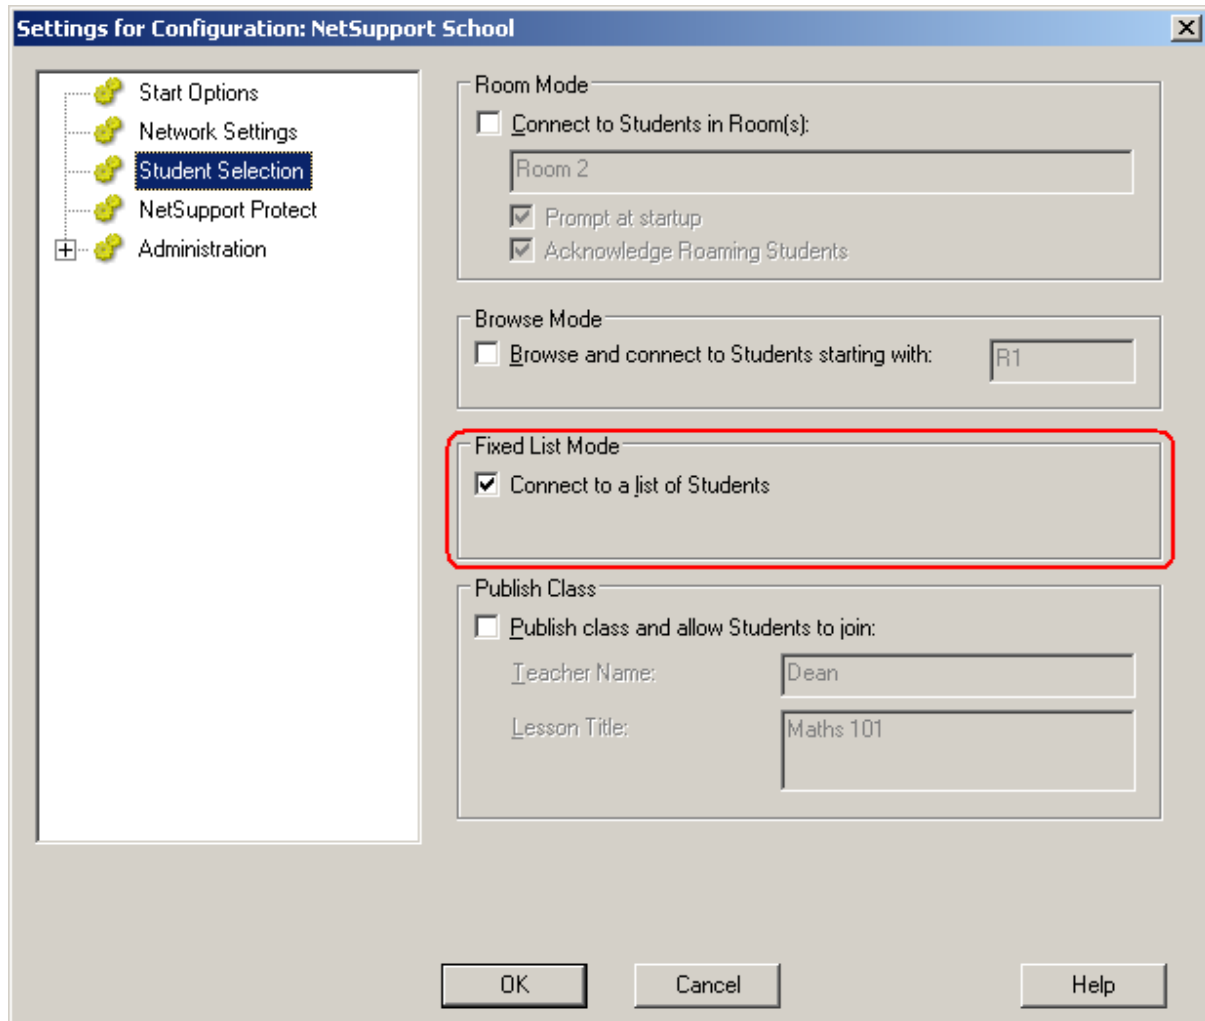 Settings for Configuration: NetSupport School
Start Options
Network Settings
Student Selection
NetSupport Protect
Administration
Room Mode
Connect to Students in Room(s):
Room 2
Prompt at startup
Acknowledge Roaming Students
Browse Mode
Browse and connect to Students starting with: R1
Fixed List Mode
Connect to a list of Students
Publish Class
Publish class and allow Students to join:
Teacher Name: Dean
Lesson Title: Maths 101
OK Cancel Help